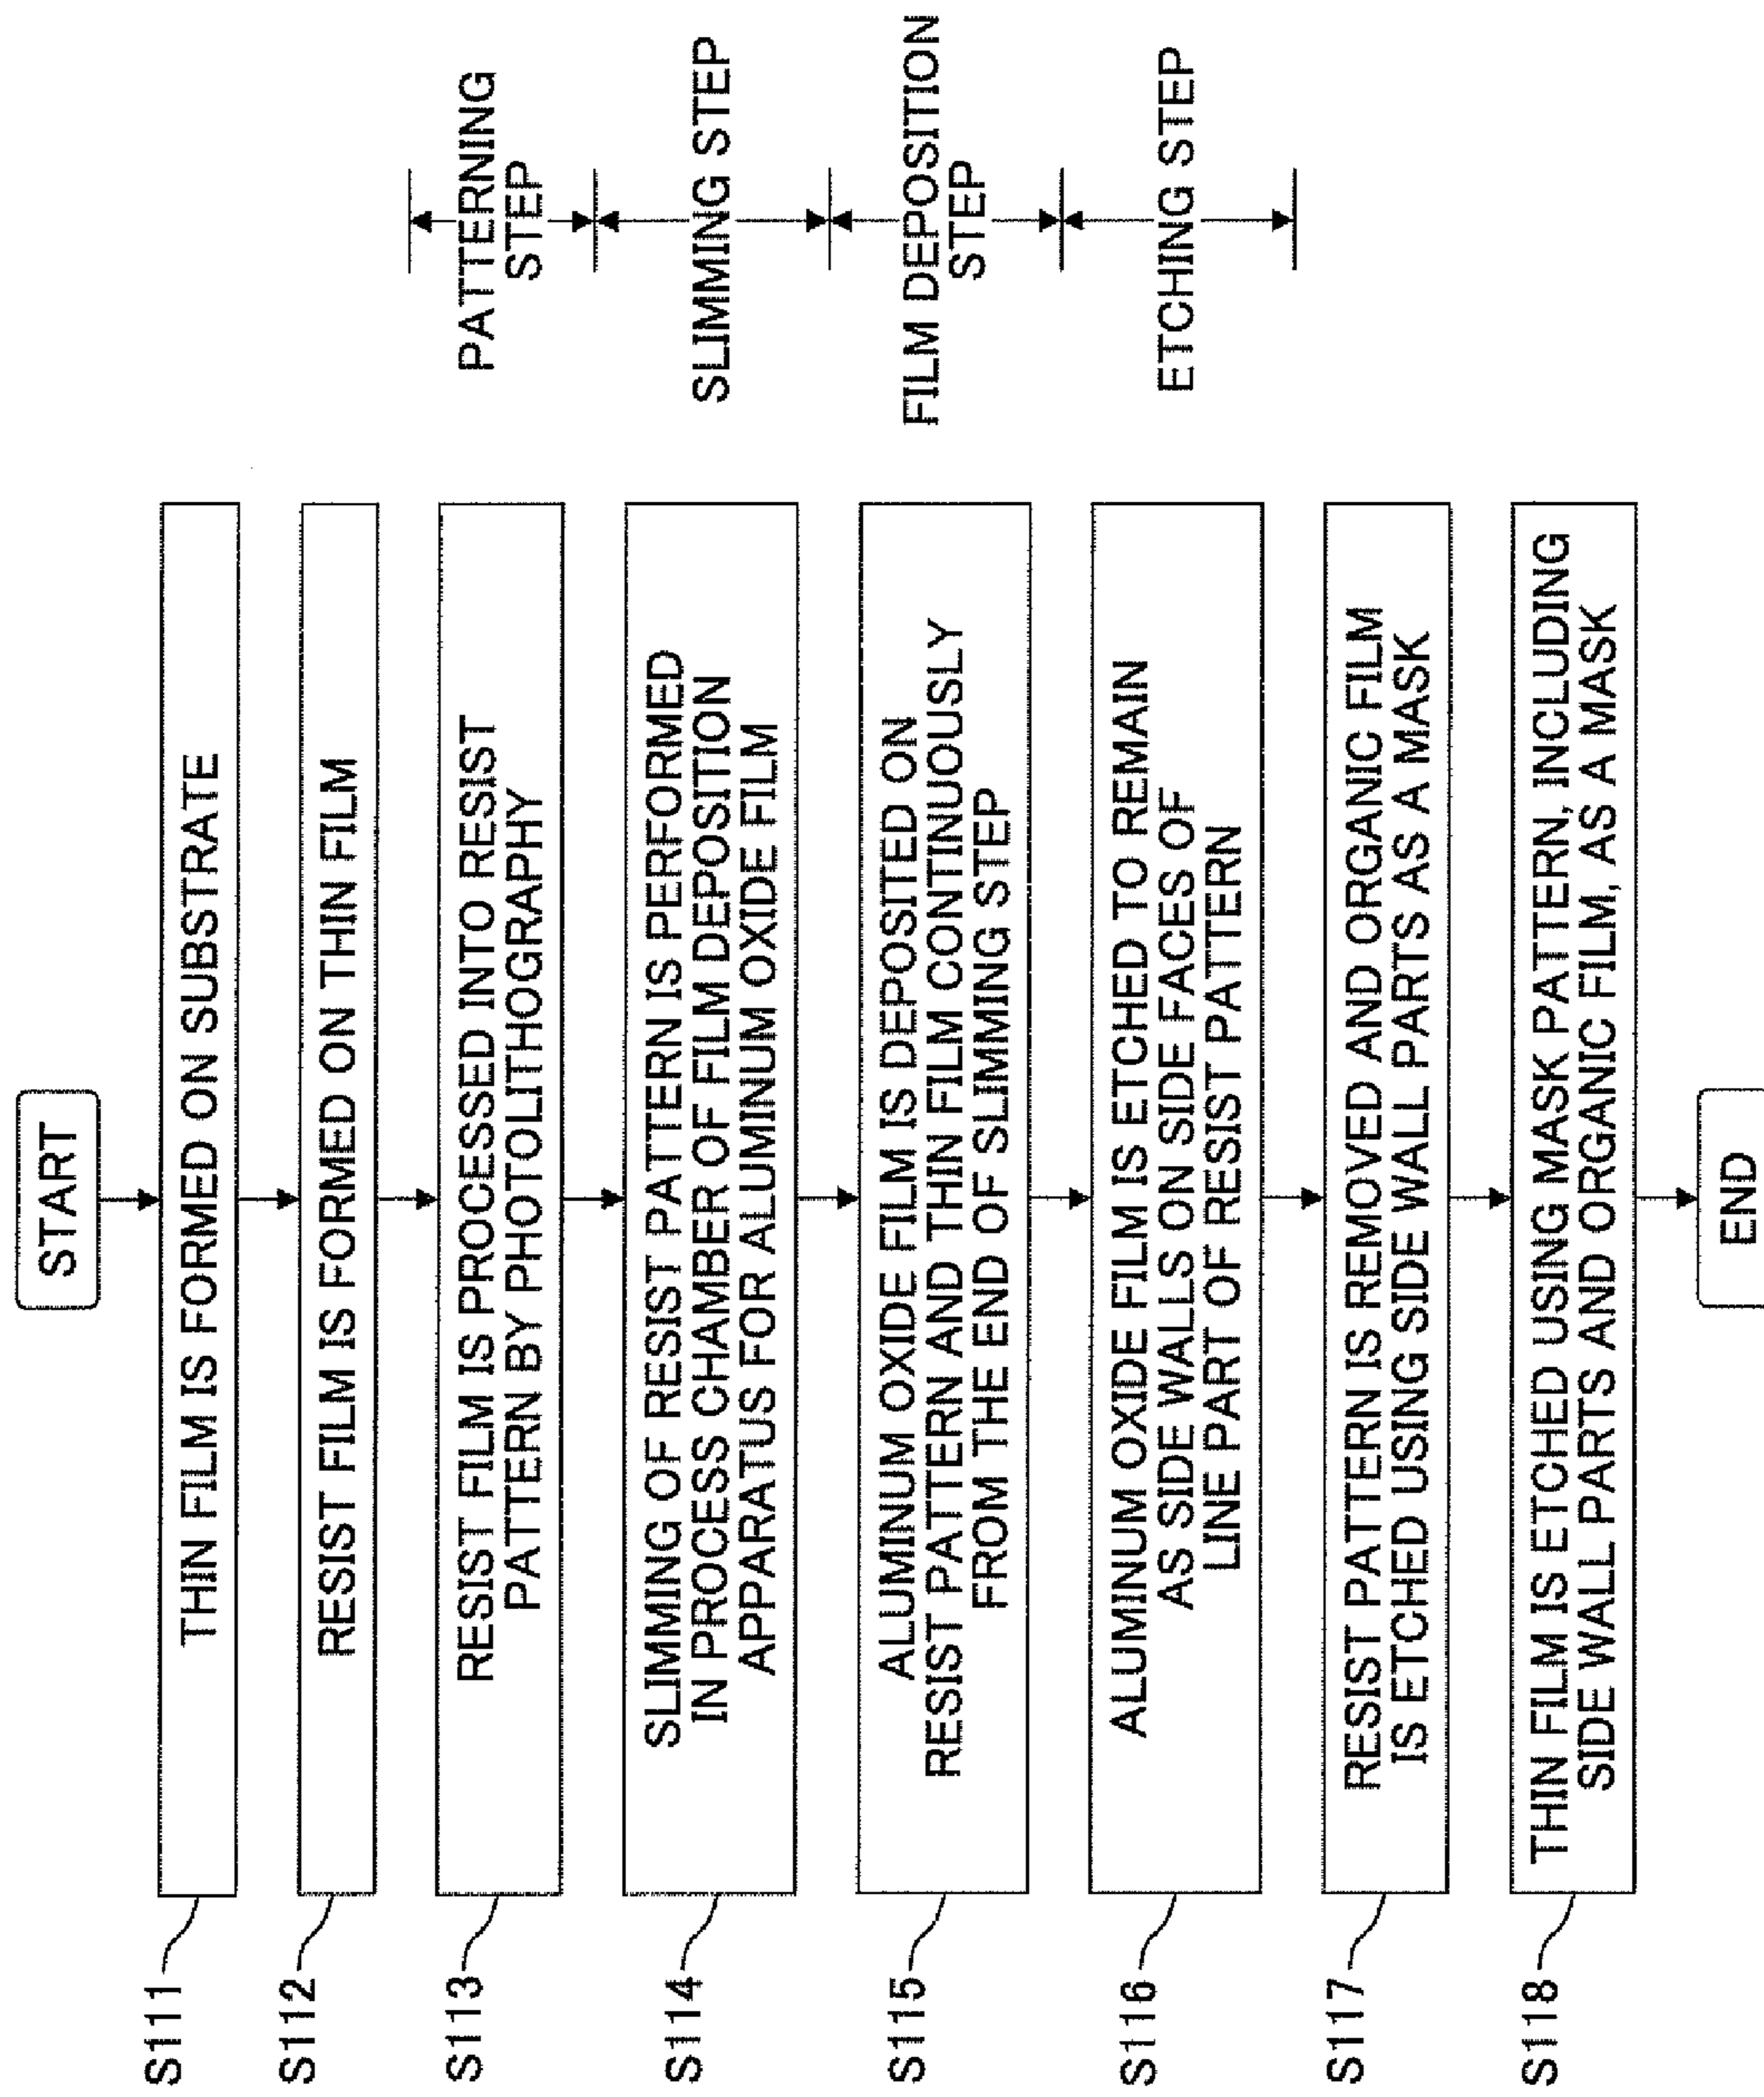 START
S111
THIN FILM IS FORMED ON SUBSTRATE
S112
RESIST FILM IS FORMED ON THIN FILM
S113
RESIST FILM IS PROCESSED INTO RESIST
PATTERN BY PHOTOLITHOGRAPHY
PATTERNING
STEP
S114
SLIMMING OF RESIST PATTERN IS PERFORMED
IN PROCESS CHAMBER OF FILM DEPOSITION
APPARATUS FOR ALUMINUM OXIDE FILM
SLIMMING STEP
S115
ALUMINUM OXIDE FILM IS DEPOSITED ON
RESIST PATTERN AND THIN FILM CONTINUOUSLY
FROM THE END OF SLIMMING STEP
FILM DEPOSITION
STEP
S116
ALUMINUM OXIDE FILM IS ETCHED TO REMAIN
AS SIDE WALLS ON SIDE FACES OF
LINE PART OF RESIST PATTERN
ETCHING STEP
S117
RESIST PATTERN IS REMOVED AND ORGANIC FILM
IS ETCHED USING SIDE WALL PARTS AS A MASK
S118
THIN FILM IS ETCHED USING MASK PATTERN, INCLUDING
SIDE WALL PARTS AND ORGANIC FILM, AS A MASK
END